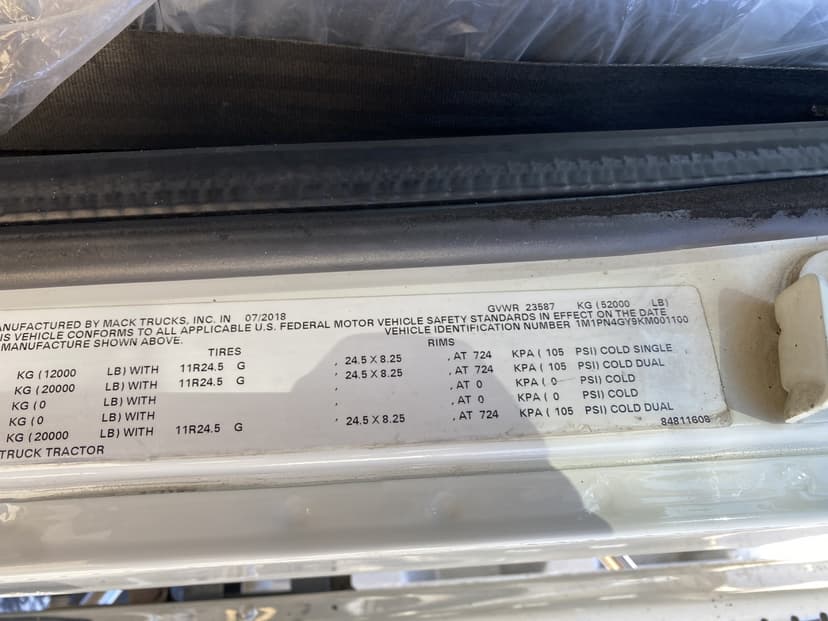 ANUFACTURED BY MACK TRUCKS, INC. IN 07/2018 GVWR 23587 KG (52000 LB)
IS VEHICLE CONFORMS TO ALL APPLICABLE U.S. FEDERAL MOTOR VEHICLE SAFETY STANDARDS IN EFFECT ON THE DATE
MANUFACTURE SHOWN ABOVE. VEHICLE IDENTIFICATION NUMBER 1M1PN4GY9KM001100
TIRES RIMS
KG (12000 LB) WITH 11R24.5 G , 24.5 X 8.25 , AT 724 KPA ( 105 PSI) COLD SINGLE
KG (20000 LB) WITH 11R24.5 G , 24.5 X 8.25 , AT 724 KPA ( 105 PSI) COLD DUAL
KG (0 LB) WITH , , AT 0 KPA ( 0 PSI) COLD
KG (0 LB) WITH , , AT 0 KPA ( 0 PSI) COLD
KG (20000 LB) WITH 11R24.5 G , 24.5 X 8.25 , AT 724 KPA ( 105 PSI) COLD DUAL
TRUCK TRACTOR 84811608